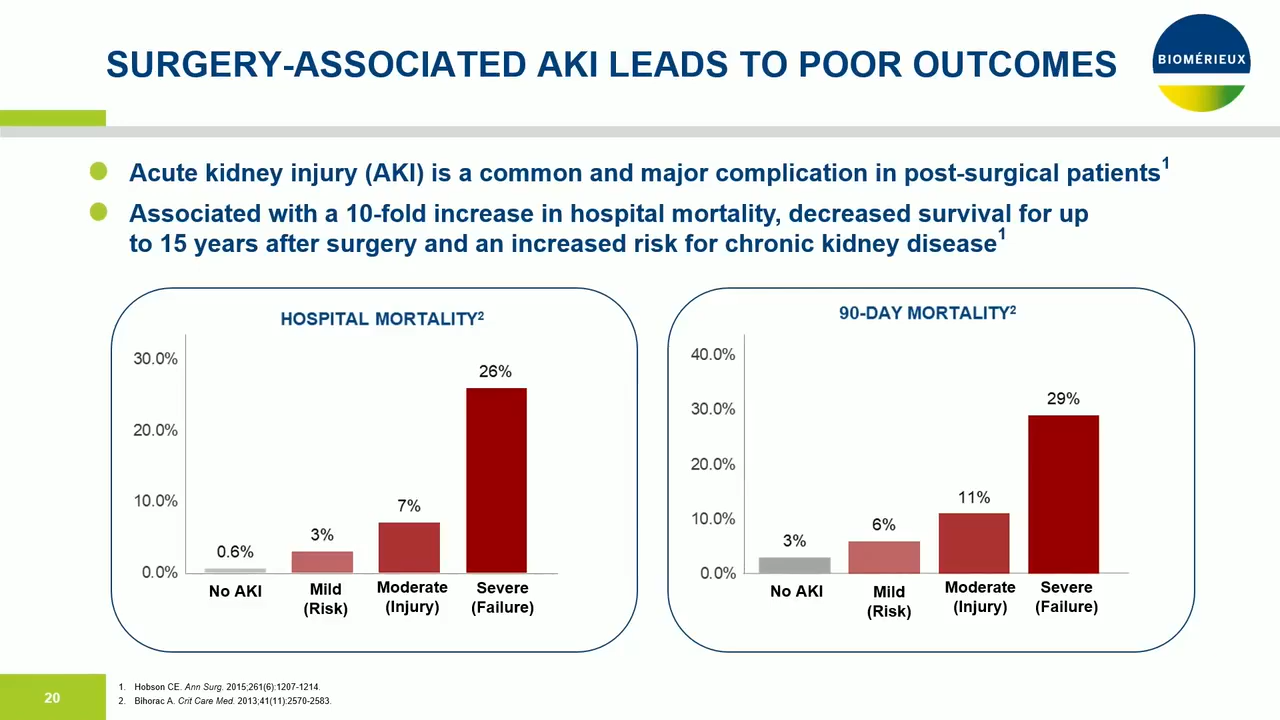 SURGERY-ASSOCIATED AKI LEADS TO POOR OUTCOMES
BIOMÉRIEUX
Acute kidney injury (AKI) is a common and major complication in post-surgical patients1
Associated with a 10-fold increase in hospital mortality, decreased survival for up
to 15 years after surgery and an increased risk for chronic kidney disease1
HOSPITAL MORTALITY2
30.0%
20.0%
10.0%
0.0%
0.6%
3%
7%
26%
No AKI
Mild
(Risk)
Moderate
(Injury)
Severe
(Failure)
90-DAY MORTALITY2
40.0%
30.0%
20.0%
10.0%
0.0%
3%
6%
11%
29%
No AKI
Mild
(Risk)
Moderate
(Injury)
Severe
(Failure)
20
1. Hobson CE. Ann Surg. 2015;261(6):1207-1214.
2. Bihorac A. Crit Care Med. 2013;41(11):2570-2583.